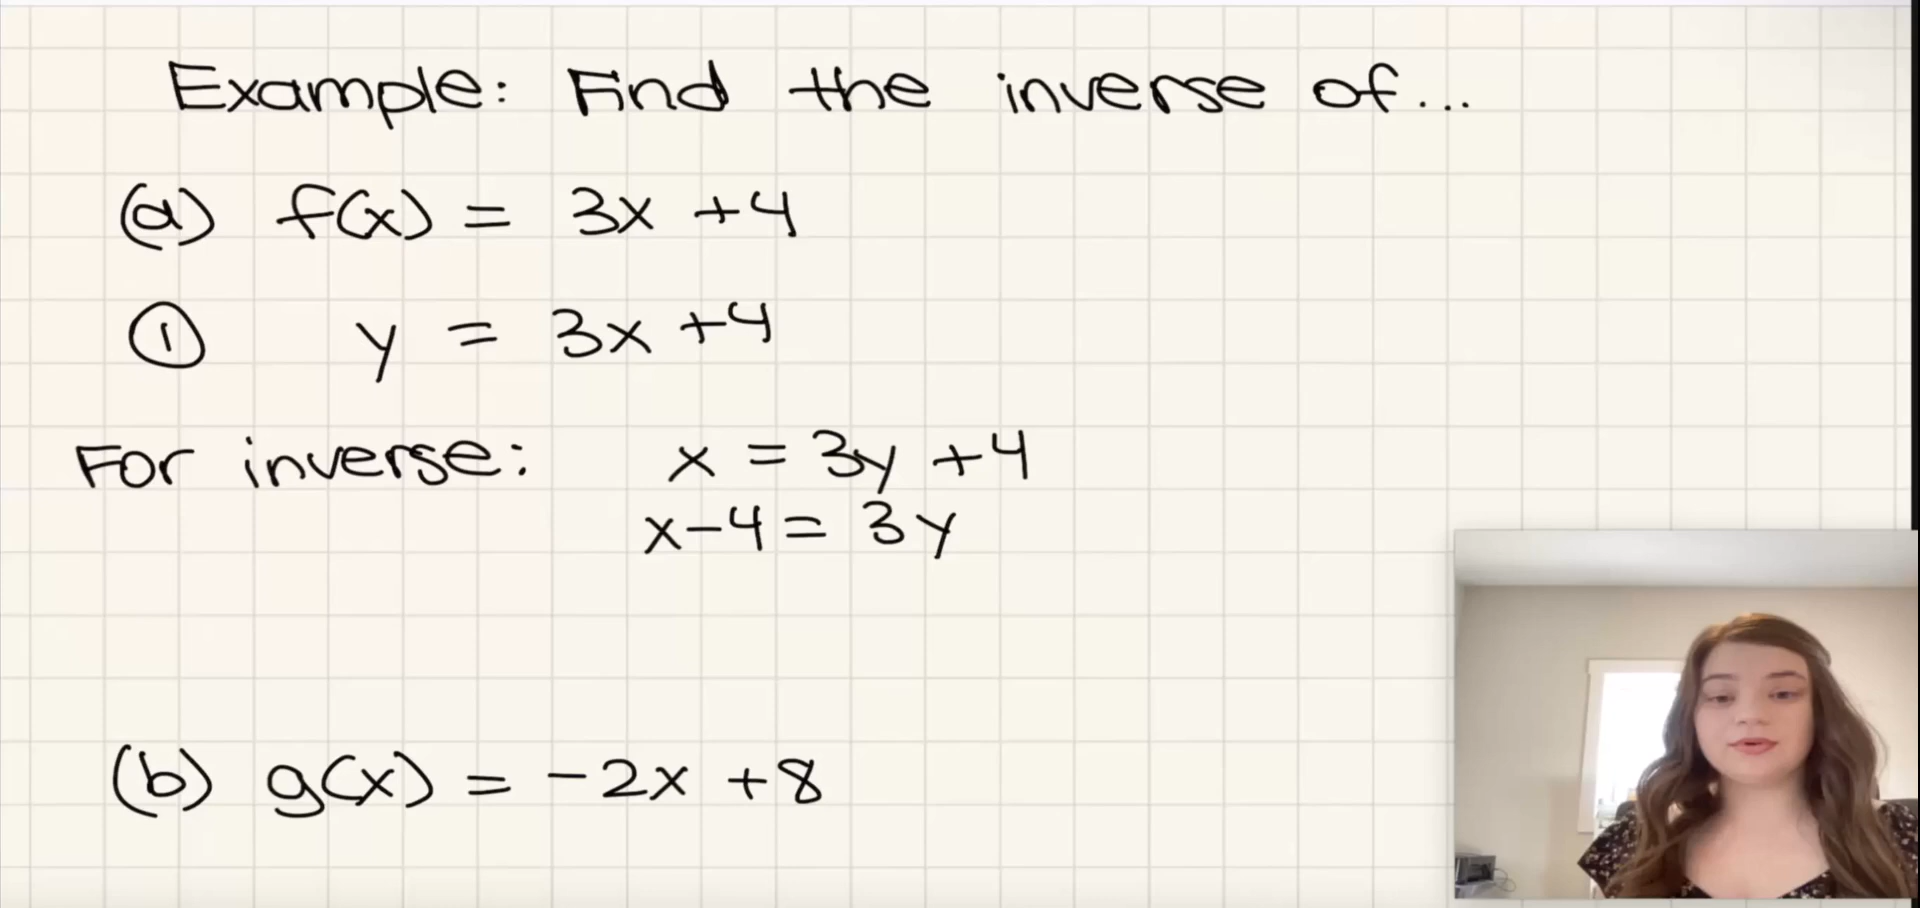 Example: Find the inverse of...
(a) f(x) = 3x +4
① y = 3x +4
For inverse: x = 3y +4
x-4 = 3y
(b) g(x) = -2x +8